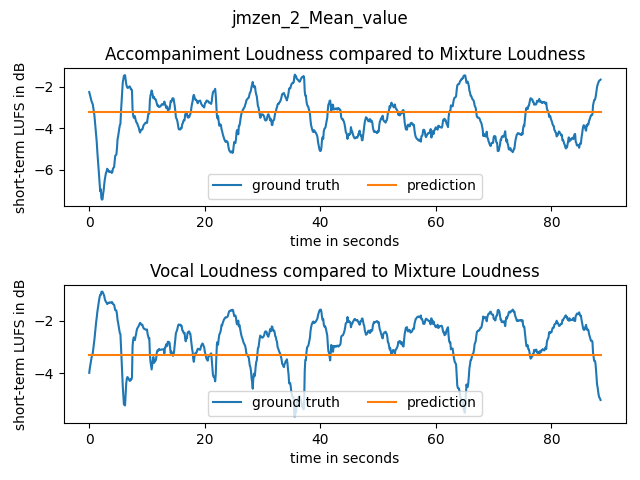 jmzen_2_Mean_value
Accompaniment Loudness compared to Mixture Loudness
short-term LUFS in dB
−2
−4
−6
ground truth
prediction
0
20
40
60
80
time in seconds
Vocal Loudness compared to Mixture Loudness
short-term LUFS in dB
−2
−4
ground truth
prediction
0
20
40
60
80
time in seconds